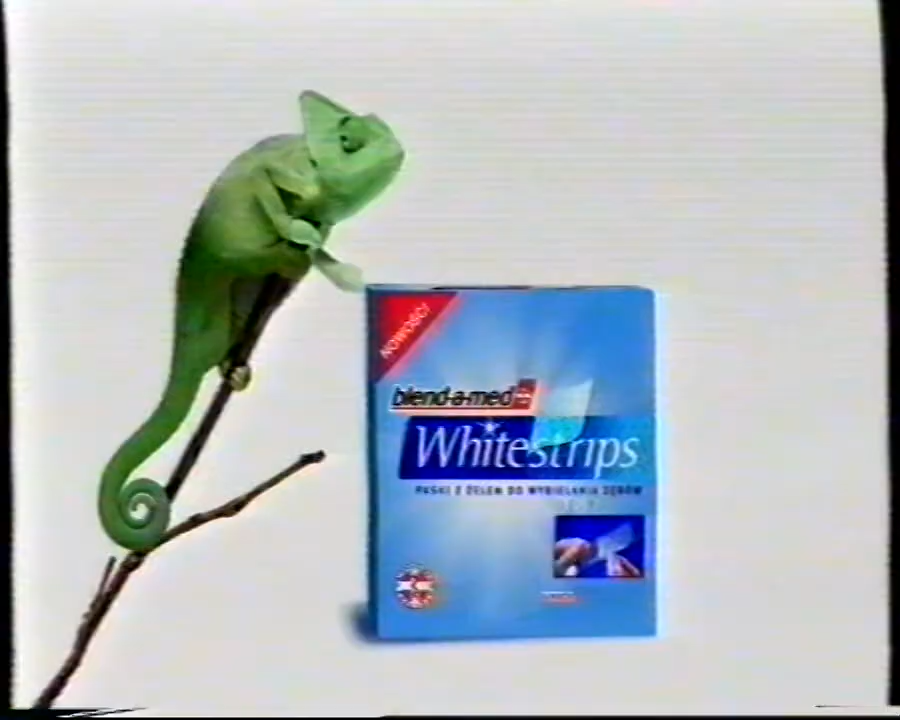 NOWOŚĆ!
blend-a-med
Whitestrips
PASKI Z ŻELEM DO WYBIELANIA ZĘBÓW